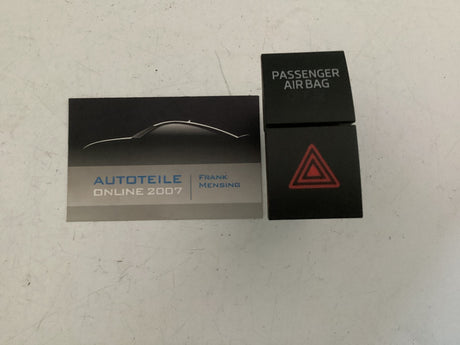 PASSENGER
AIR BAG
AUTOTEILE
ONLINE 2007
FRANK
MENSING